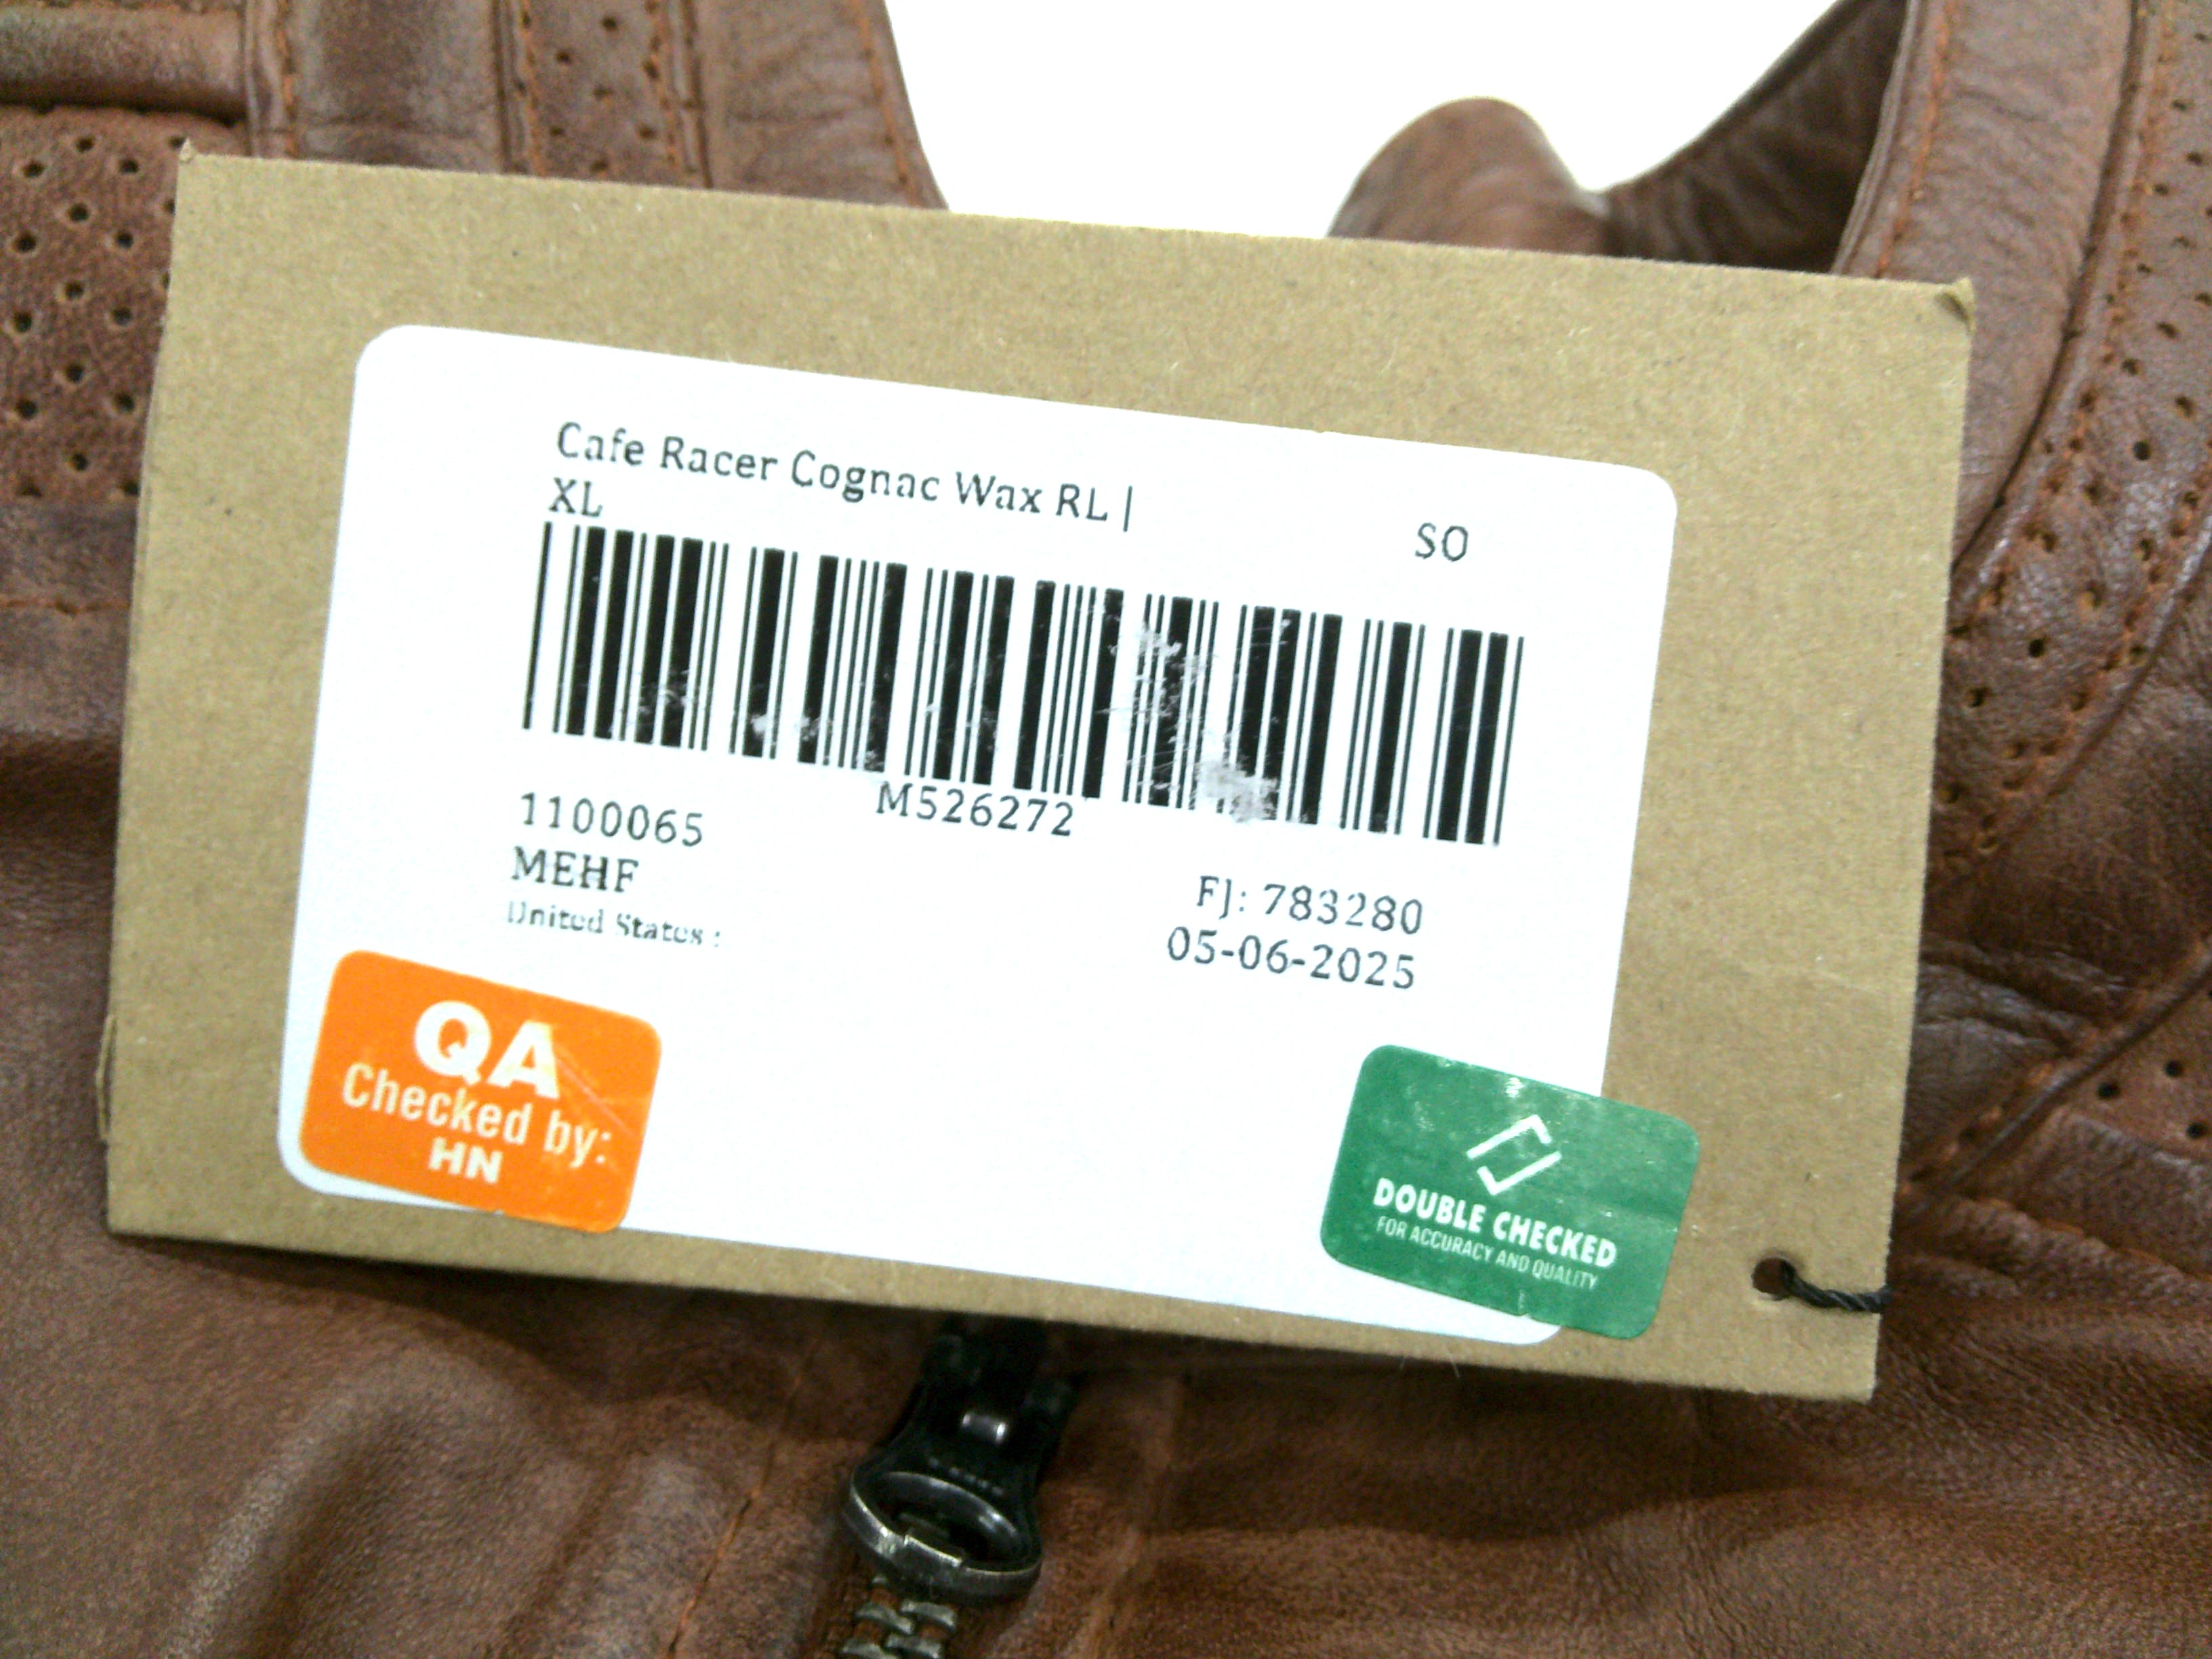 Cafe Racer Cognac Wax RL |
XL
SO
M526272
1100065
MEHF
United States :
FJ: 783280
05-06-2025
QA
Checked by:
HN
DOUBLE CHECKED
FOR ACCURACY AND QUALITY